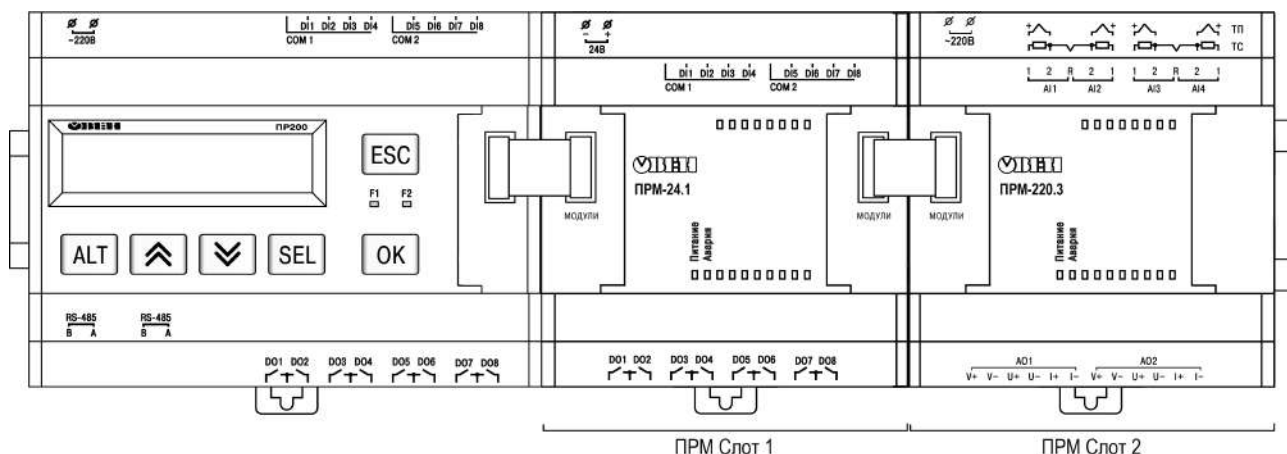 ~220В
DI1 DI2 DI3 DI4
COM 1
DI5 DI6 DI7 DI8
COM 2
ОВЕН
ПР200
ESC
F1 F2
ALT
SEL
OK
RS-485
B A
RS-485
B A
DO1 DO2 DO3 DO4 DO5 DO6 DO7 DO8
- +
24В
DI1 DI2 DI3 DI4
COM 1
DI5 DI6 DI7 DI8
COM 2
ОВЕН
ПРМ-24.1
МОДУЛИ
МОДУЛИ
Питание
Авария
DO1 DO2 DO3 DO4 DO5 DO6 DO7 DO8
ПРМ Слот 1
~220В
+ + + + ТП
ТС
1 2 R 2 1 1 2 R 2 1
AI1 AI2 AI3 AI4
ОВЕН
ПРМ-220.3
МОДУЛИ
Питание
Авария
AO1 AO2
V+ V- U+ U- I+ I- V+ V- U+ U- I+ I-
ПРМ Слот 2